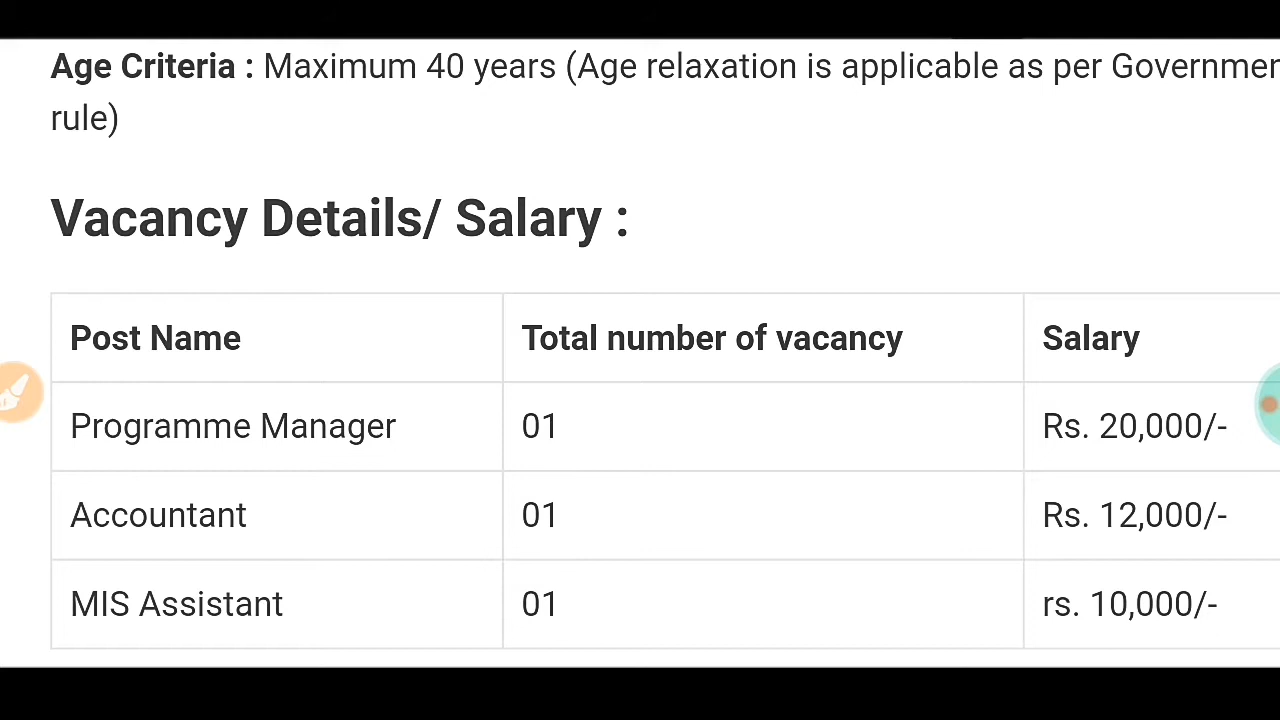 Age Criteria : Maximum 40 years (Age relaxation is applicable as per Governmen
rule)
Vacancy Details/ Salary :
Post Name Total number of vacancy Salary
Programme Manager 01 Rs. 20,000/-
Accountant 01 Rs. 12,000/-
MIS Assistant 01 rs. 10,000/-